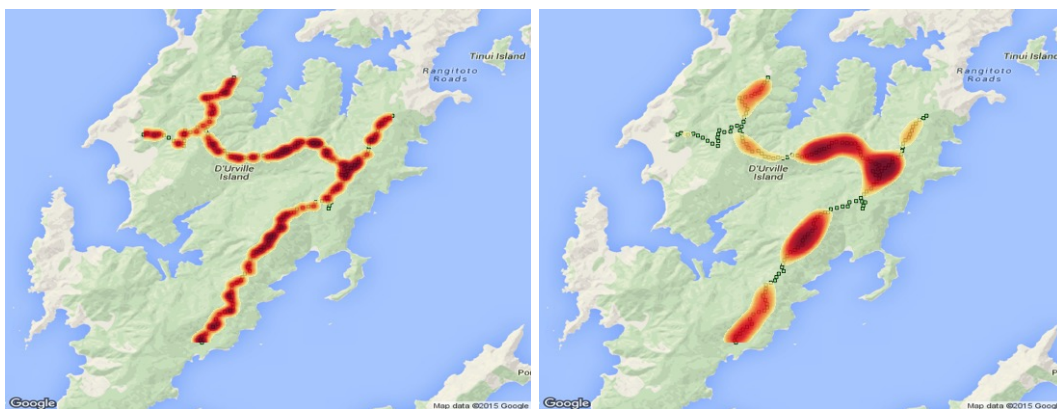 Tinui Island
Rangitoto
Roads
D'Urville
Island
Google
Map data ©2015 Google
Tinui Island
Rangitoto
Roads
D'Urville
Island
Google
Map data ©2015 Google